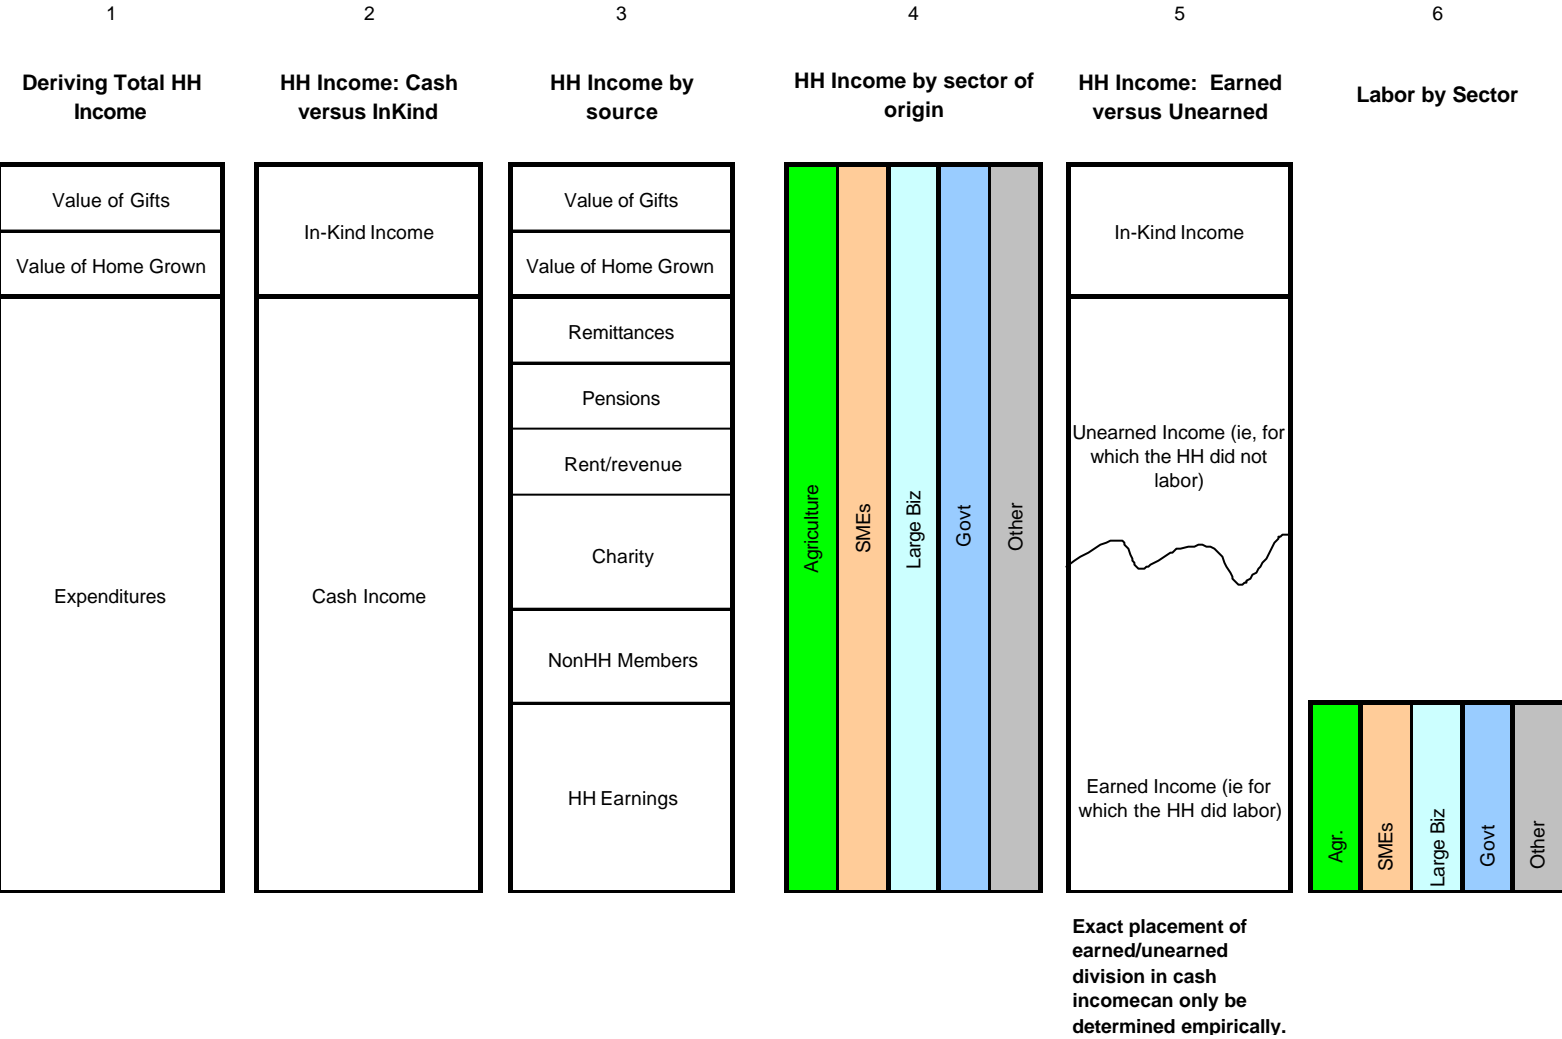 1
2
3
4
5
6
Deriving Total HH
Income
HH Income: Cash
versus InKind
HH Income by
source
HH Income by sector of
origin
HH Income:  Earned
versus Unearned
Labor by Sector
Value of Gifts
Value of Home Grown
Expenditures
In-Kind Income
Cash Income
Value of Gifts
Value of Home Grown
Remittances
Pensions
Rent/revenue
Charity
NonHH Members
HH Earnings
Agriculture
SMEs
Large Biz
Govt
Other
In-Kind Income
Unearned Income (ie, for
which the HH did not
labor)
Earned Income (ie for
which the HH did labor)
Agr.
SMEs
Large Biz
Govt
Other
Exact placement of
earned/unearned
division in cash
incomecan only be
determined empirically.